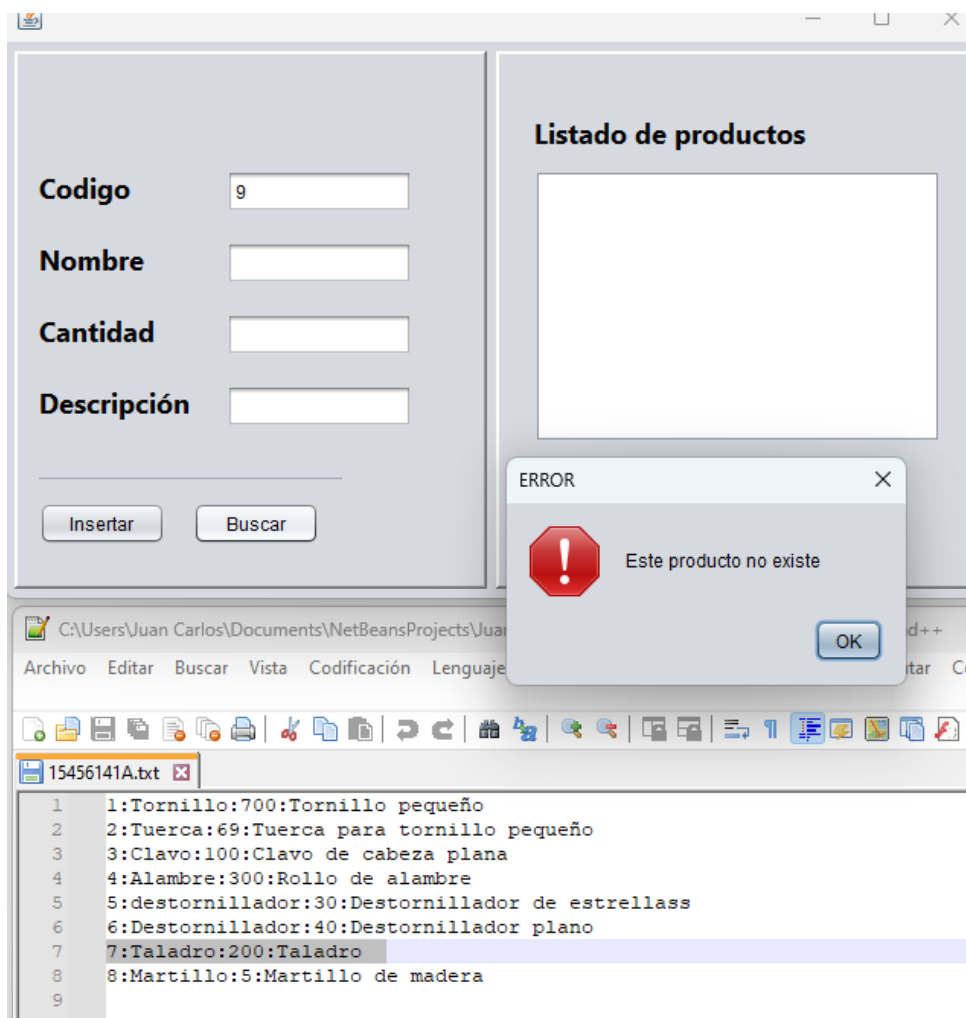 Listado de productos
Codigo
9
Nombre
Cantidad
Descripción
Insertar
Buscar
ERROR
Este producto no existe
OK
C:\Users\Juan Carlos\Documents\NetBeansProjects\Jua
d++
Archivo Editar Buscar Vista Codificación Lenguaje
15456141A.txt
1 1:Tornillo:700:Tornillo pequeño
2 2:Tuerca:69:Tuerca para tornillo pequeño
3 3:Clavo:100:Clavo de cabeza plana
4 4:Alambre:300:Rollo de alambre
5 5:destornillador:30:Destornillador de estrellass
6 6:Destornillador:40:Destornillador plano
7 7:Taladro:200:Taladro
8 8:Martillo:5:Martillo de madera
9